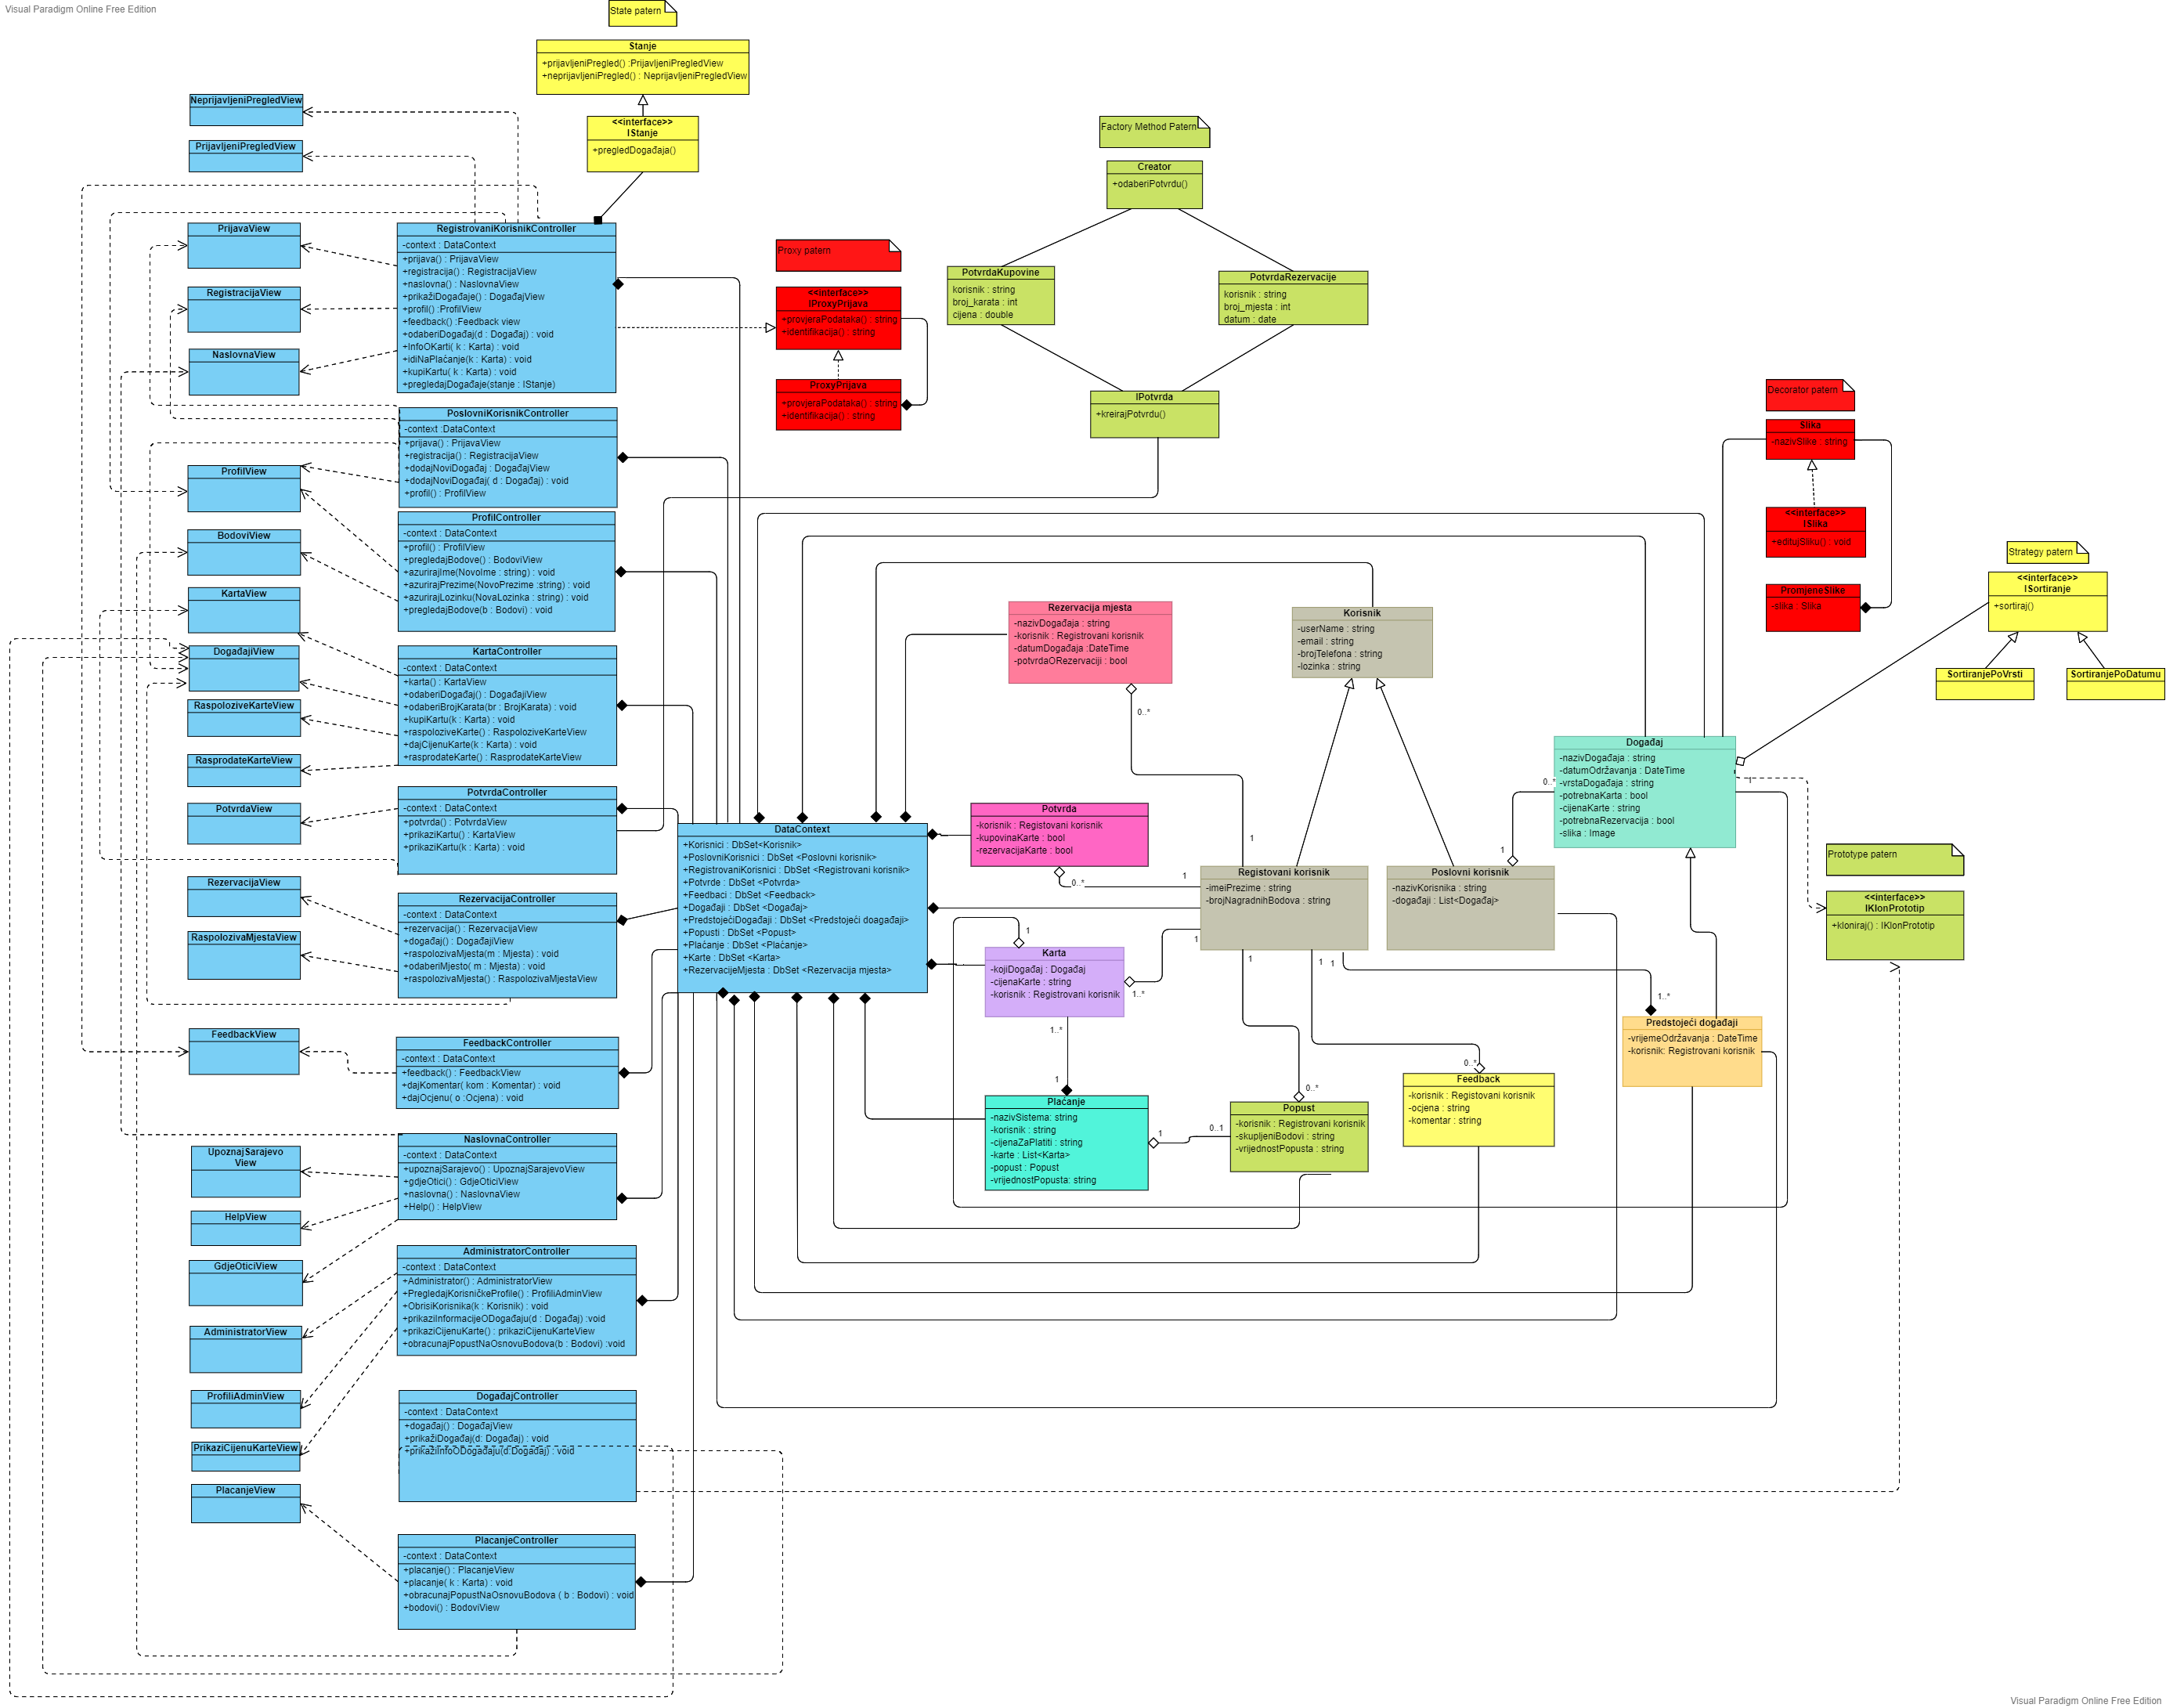 Visual Paradigm Online Free Edition
State patern
Stanje
+prijavljeniPregled() :PrijavljeniPregledView
+neprijavljeniPregled() : NeprijavljeniPregledView
<<interface>>
IStanje
+pregledDogađaja()
NeprijavljeniPregledView
PrijavljeniPregledView
PrijavaView
RegistracijaView
NaslovnaView
ProfilView
BodoviView
KartaView
DogađajiView
RaspoloziveKarteView
RasprodateKarteView
PotvrdaView
RezervacijaView
RaspolozivaMjestaView
FeedbackView
UpoznajSarajevo
View
HelpView
GdjeOticiView
AdministratorView
ProfiliAdminView
PrikaziCijenuKarteView
PlacanjeView
RegistrovaniKorisnikController
-context : DataContext
+prijava() : PrijavaView
+registracija() : RegistracijaView
+naslovna() : NaslovnaView
+prikažiDogađaje() : DogađajView
+profil() :ProfilView
+feedback() :Feedback view
+odaberiDogađaj(d : Događaj) : void
+InfoOKarti( k : Karta) : void
+idiNaPlaćanje(k : Karta) : void
+kupiKartu( k : Karta) : void
+pregledajDogađaje(stanje : IStanje)
PoslovniKorisnikController
-context :DataContext
+prijava() : PrijavaView
+registracija() : RegistracijaView
+dodajNoviDogađaj : DogađajView
+dodajNoviDogađaj( d : Događaj) : void
+profil() : ProfilView
ProfilController
-context : DataContext
+profil() : ProfilView
+pregledajBodove() : BodoviView
+azurirajIme(NovoIme : string) : void
+azurirajPrezime(NovoPrezime :string) : void
+azurirajLozinku(NovaLozinka : string) : void
+pregledajBodove(b : Bodovi) : void
KartaController
-context : DataContext
+karta() : KartaView
+odaberiDogađaj() : DogađajiView
+odaberiBrojKarata(br : BrojKarata) : void
+kupiKartu(k : Karta) : void
+raspoloziveKarte() : RaspoloziveKarteView
+dajCijenuKarte(k : Karta) : void
+rasprodateKarte() : RasprodateKarteView
PotvrdaController
-context : DataContext
+potvrda() : PotvrdaView
+prikaziKartu() : KartaView
+prikaziKartu(k : Karta) : void
RezervacijaController
-context : DataContext
+rezervacija() : RezervacijaView
+događaj() : DogađajiView
+raspolozivaMjesta(m : Mjesta) : void
+odaberiMjesto( m : Mjesta) : void
+raspolozivaMjesta() : RaspolozivaMjestaView
FeedbackController
-context : DataContext
+feedback() : FeedbackView
+dajKomentar( kom : Komentar) : void
+dajOcjenu( o :Ocjena) : void
NaslovnaController
-context : DataContext
+upoznajSarajevo() : UpoznajSarajevoView
+gdjeOtici() : GdjeOticiView
+naslovna() : NaslovnaView
+Help() : HelpView
AdministratorController
-context : DataContext
+Administrator() : AdministratorView
+PregledajKorisničkeProfile() : ProfiliAdminView
+ObrisiKorisnika(k : Korisnik) : void
+prikaziInformacijeODogađaju(d : Događaj) :void
+prikaziCijenuKarte() : prikaziCijenuKarteView
+obracunajPopustNaOsnovuBodova(b : Bodovi) :void
DogađajController
-context : DataContext
+događaj() : DogađajView
+prikažiDogađaj(d: Događaj) : void
+prikaziInfoODogađaju(d:Događaj) : void
PlacanjeController
-context : DataContext
+placanje() : PlacanjeView
+placanje( k : Karta) : void
+obracunajPopustNaOsnovuBodova ( b : Bodovi) : void
+bodovi() : BodoviView
Proxy patern
<<interface>>
IProxyPrijava
+provjeraPodataka() : string
+identifikacija() : string
ProxyPrijava
+provjeraPodataka() : string
+identifikacija() : string
Factory Method Patern
Creator
+odaberiPotvrdu()
PotvrdaKupovine
korisnik : string
broj_karata : int
cijena : double
PotvrdaRezervacije
korisnik : string
broj_mjesta : int
datum : date
IPotvrda
+kreirajPotvrdu()
Decorator patern
Slika
-nazivSlike : string
<<interface>>
ISlika
+editujSliku() : void
PromjeneSlike
-slika : Slika
Strategy patern
<<interface>>
ISortiranje
+sortiraj()
SortiranjePoVrsti
SortiranjePoDatumu
Prototype patern
<<interface>>
IKlonPrototip
+kloniraj() : IKlonPrototip
DataContext
+Korisnici : DbSet<Korisnik>
+PoslovniKorisnici : DbSet <Poslovni korisnik>
+RegistrovaniKorisnici : DbSet <Registrovani korisnik)
+Potvrde : DbSet <Potvrda>
+Feedbaci : DbSet <Feedback>
+Događaji : DbSet <Događaj>
+PredstojećiDogađaji : DbSet <Predstojeći doagađaji>
+Popusti : DbSet <Popust>
+Plaćanje : DbSet <Plaćanje>
+Karte : DbSet <Karta>
+RezervacijeMjesta : DbSet <Rezervacija mjesta>
Rezervacija mjesta
-nazivDogađaja : string
-korisnik : Registrovani korisnik
-datumDogađaja :DateTime
-potvrdaORezervaciji : bool
0..*
1
Korisnik
-userName : string
-email : string
-brojTelefona : string
-lozinka : string
Događaj
-nazivDogađaja : string
-datumOdržavanja : DateTime
-vrstaDogađaja : string
-potrebnaKarta : bool
-cijenaKarte : string
-potrebnaRezervacija : bool
-slika : Image
0..*
1
1
Potvrda
-korisnik : Registovani korisnik
-kupovinaKarte : bool
-rezervacijaKarte : bool
0..*
1
Registovani korisnik
-imeiPrezime : string
-brojNagradnihBodova : string
Poslovni korisnik
-nazivKorisnika : string
-događaji : List<Događaj>
Karta
-kojiDogađaj : Događaj
-cijenaKarte : string
-korisnik : Registrovani korisnik
1
1
1..*
1..*
1
1
1
1
1..*
Predstojeći događaji
-vrijemeOdržavanja : DateTime
-korisnik: Registrovani korisnik
Plaćanje
-nazivSistema: string
-korisnik : string
-cijenaZaPlatiti : string
-karte : List<Karta>
-popust : Popust
-vrijednostPopusta: string
1
0..1
0..*
Popust
-korisnik : Registrovani korisnik
-skupljeniBodovi : string
-vrijednostPopusta : string
0..*
Feedback
-korisnik : Registovani korisnik
-ocjena : string
-komentar : string
Visual Paradigm Online Free Edition